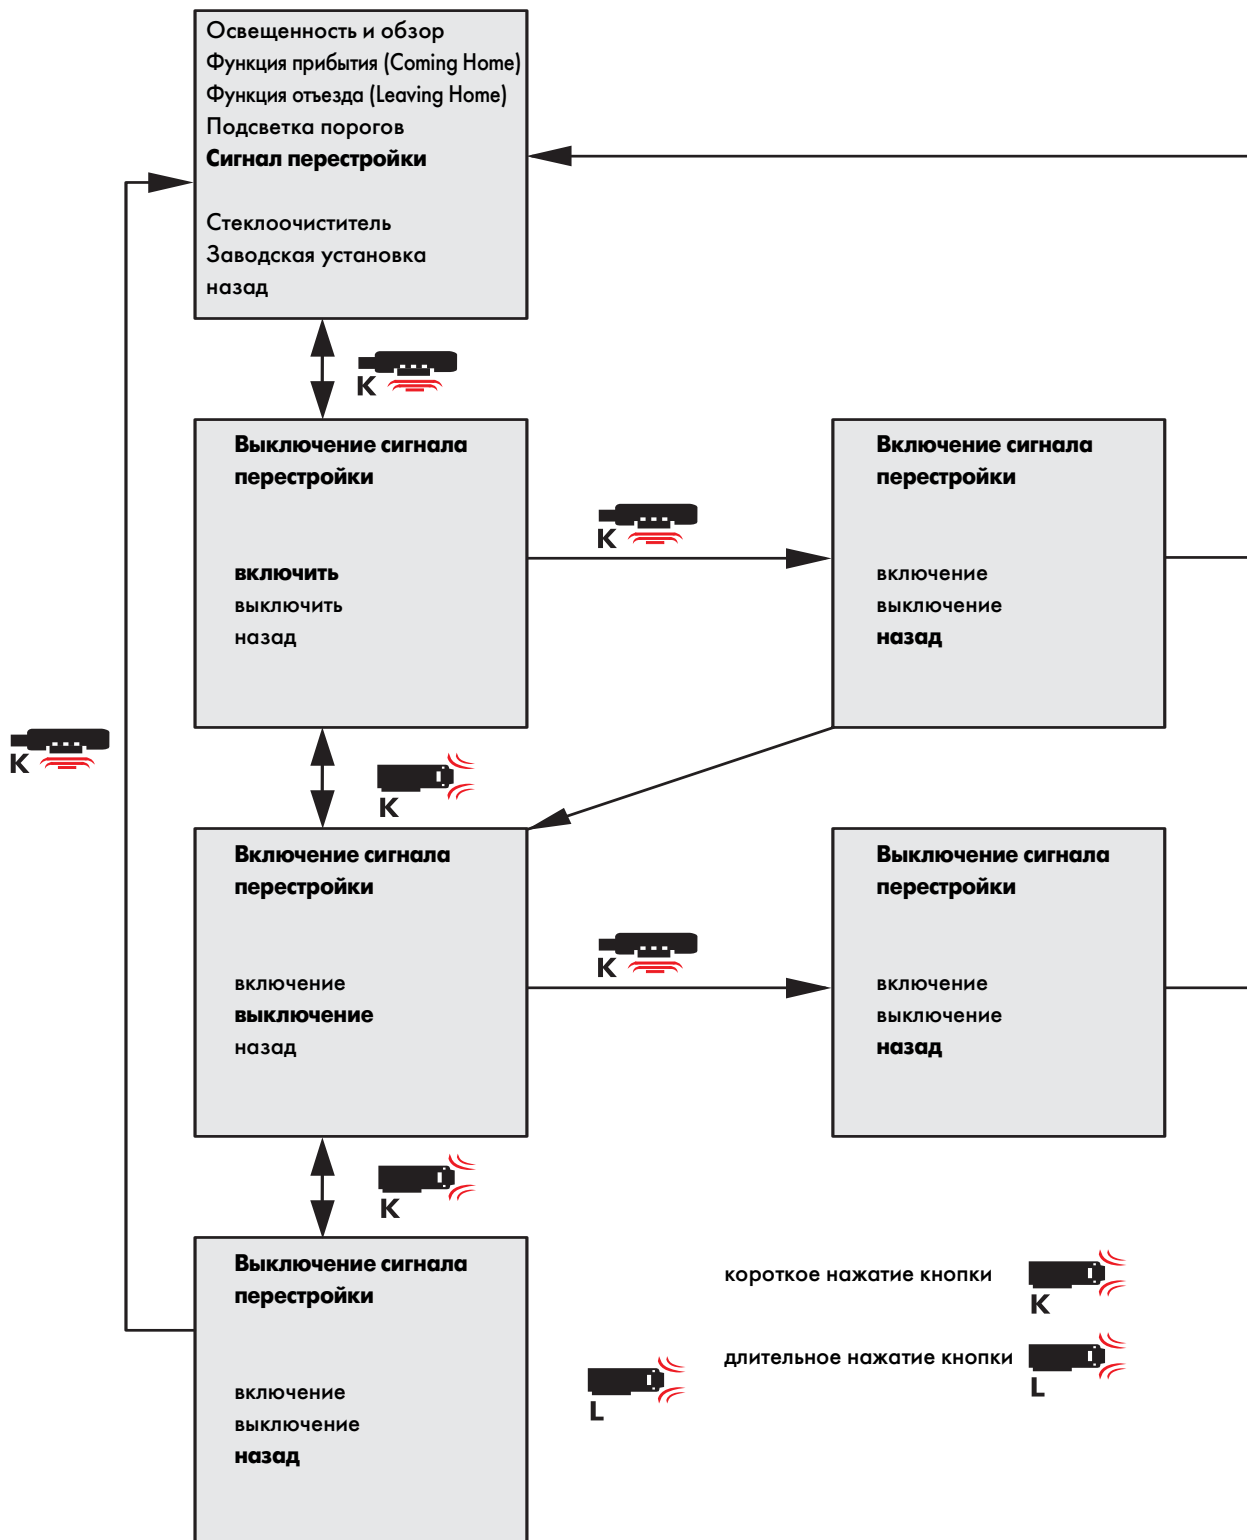 Освещенность и обзор
Функция прибытия (Coming Home)
Функция отъезда (Leaving Home)
Подсветка порогов
Сигнал перестройки
Стеклоочиститель
Заводская установка
назад
K
Выключение сигнала
перестройки
включить
выключить
назад
K
Включение сигнала
перестройки
включение
выключение
назад
K
K
Включение сигнала
перестройки
включение
выключение
назад
K
Выключение сигнала
перестройки
включение
выключение
назад
K
Выключение сигнала
перестройки
включение
выключение
назад
L
короткое нажатие кнопки
K
длительное нажатие кнопки
L